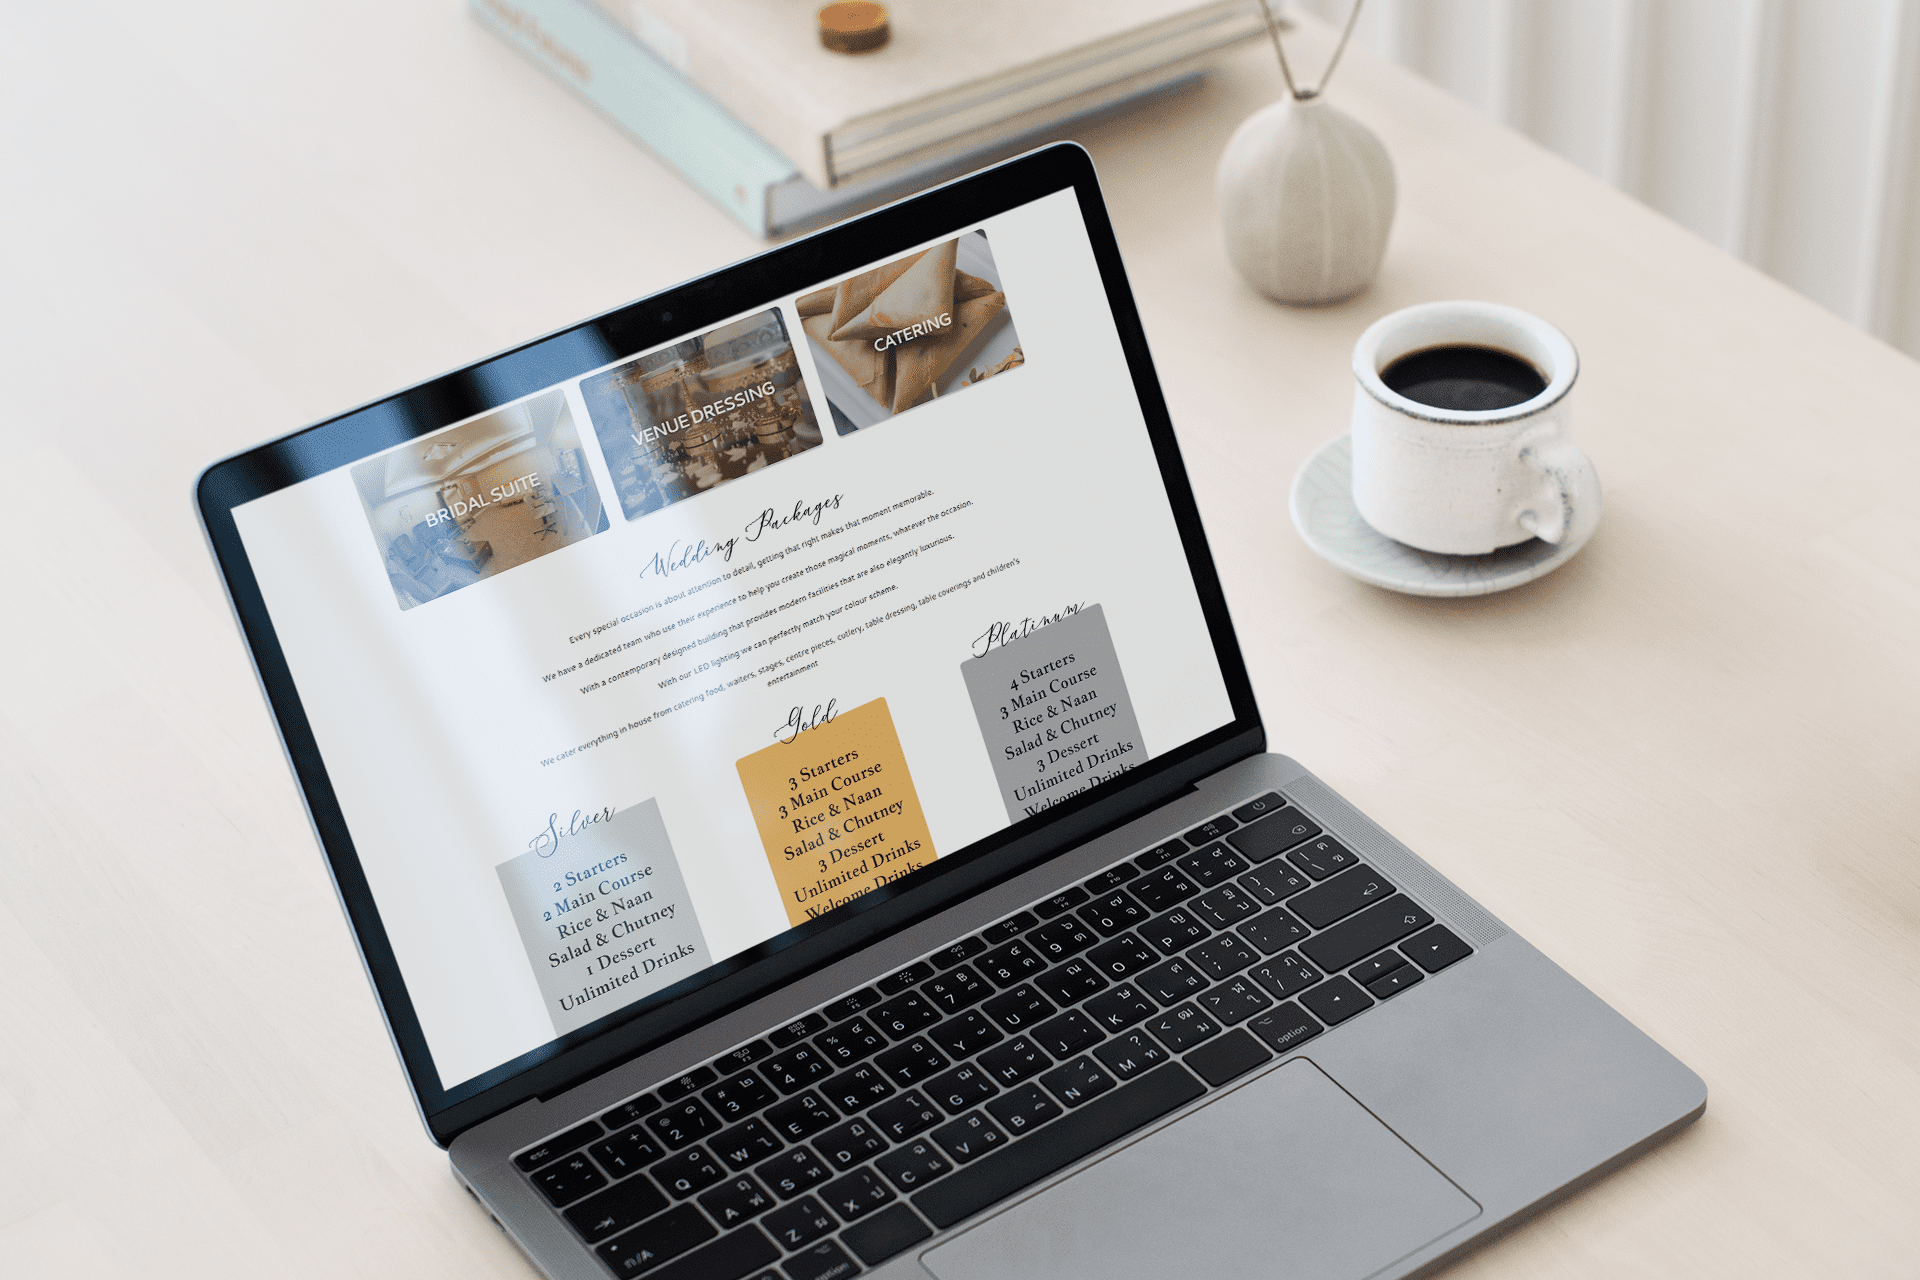 BRIDAL SUITE
VENUE DRESSING
CATERING
Wedding Packages
Every special occasion is about attention to detail, getting that right makes that moment memorable.
We have a dedicated team who use their experience to help you create those magical moments, whatever the occasion.
With a contemporary designed building that provides modern facilities that are also elegantly luxurious.
With our LED lighting we can perfectly match your colour scheme.
We cater everything in house from catering food, waiters, stages, centre pieces, cutlery, table dressing, table coverings and children's
entertainment
Silver
2 Starters
2 Main Course
Rice & Naan
Salad & Chutney
1 Dessert
Unlimited Drinks
Gold
3 Starters
3 Main Course
Rice & Naan
Salad & Chutney
3 Dessert
Unlimited Drinks
Welcome Drinks
Platinum
4 Starters
3 Main Course
Rice & Naan
Salad & Chutney
3 Dessert
Unlimited Drinks
Welcome Drinks
esc
option
option